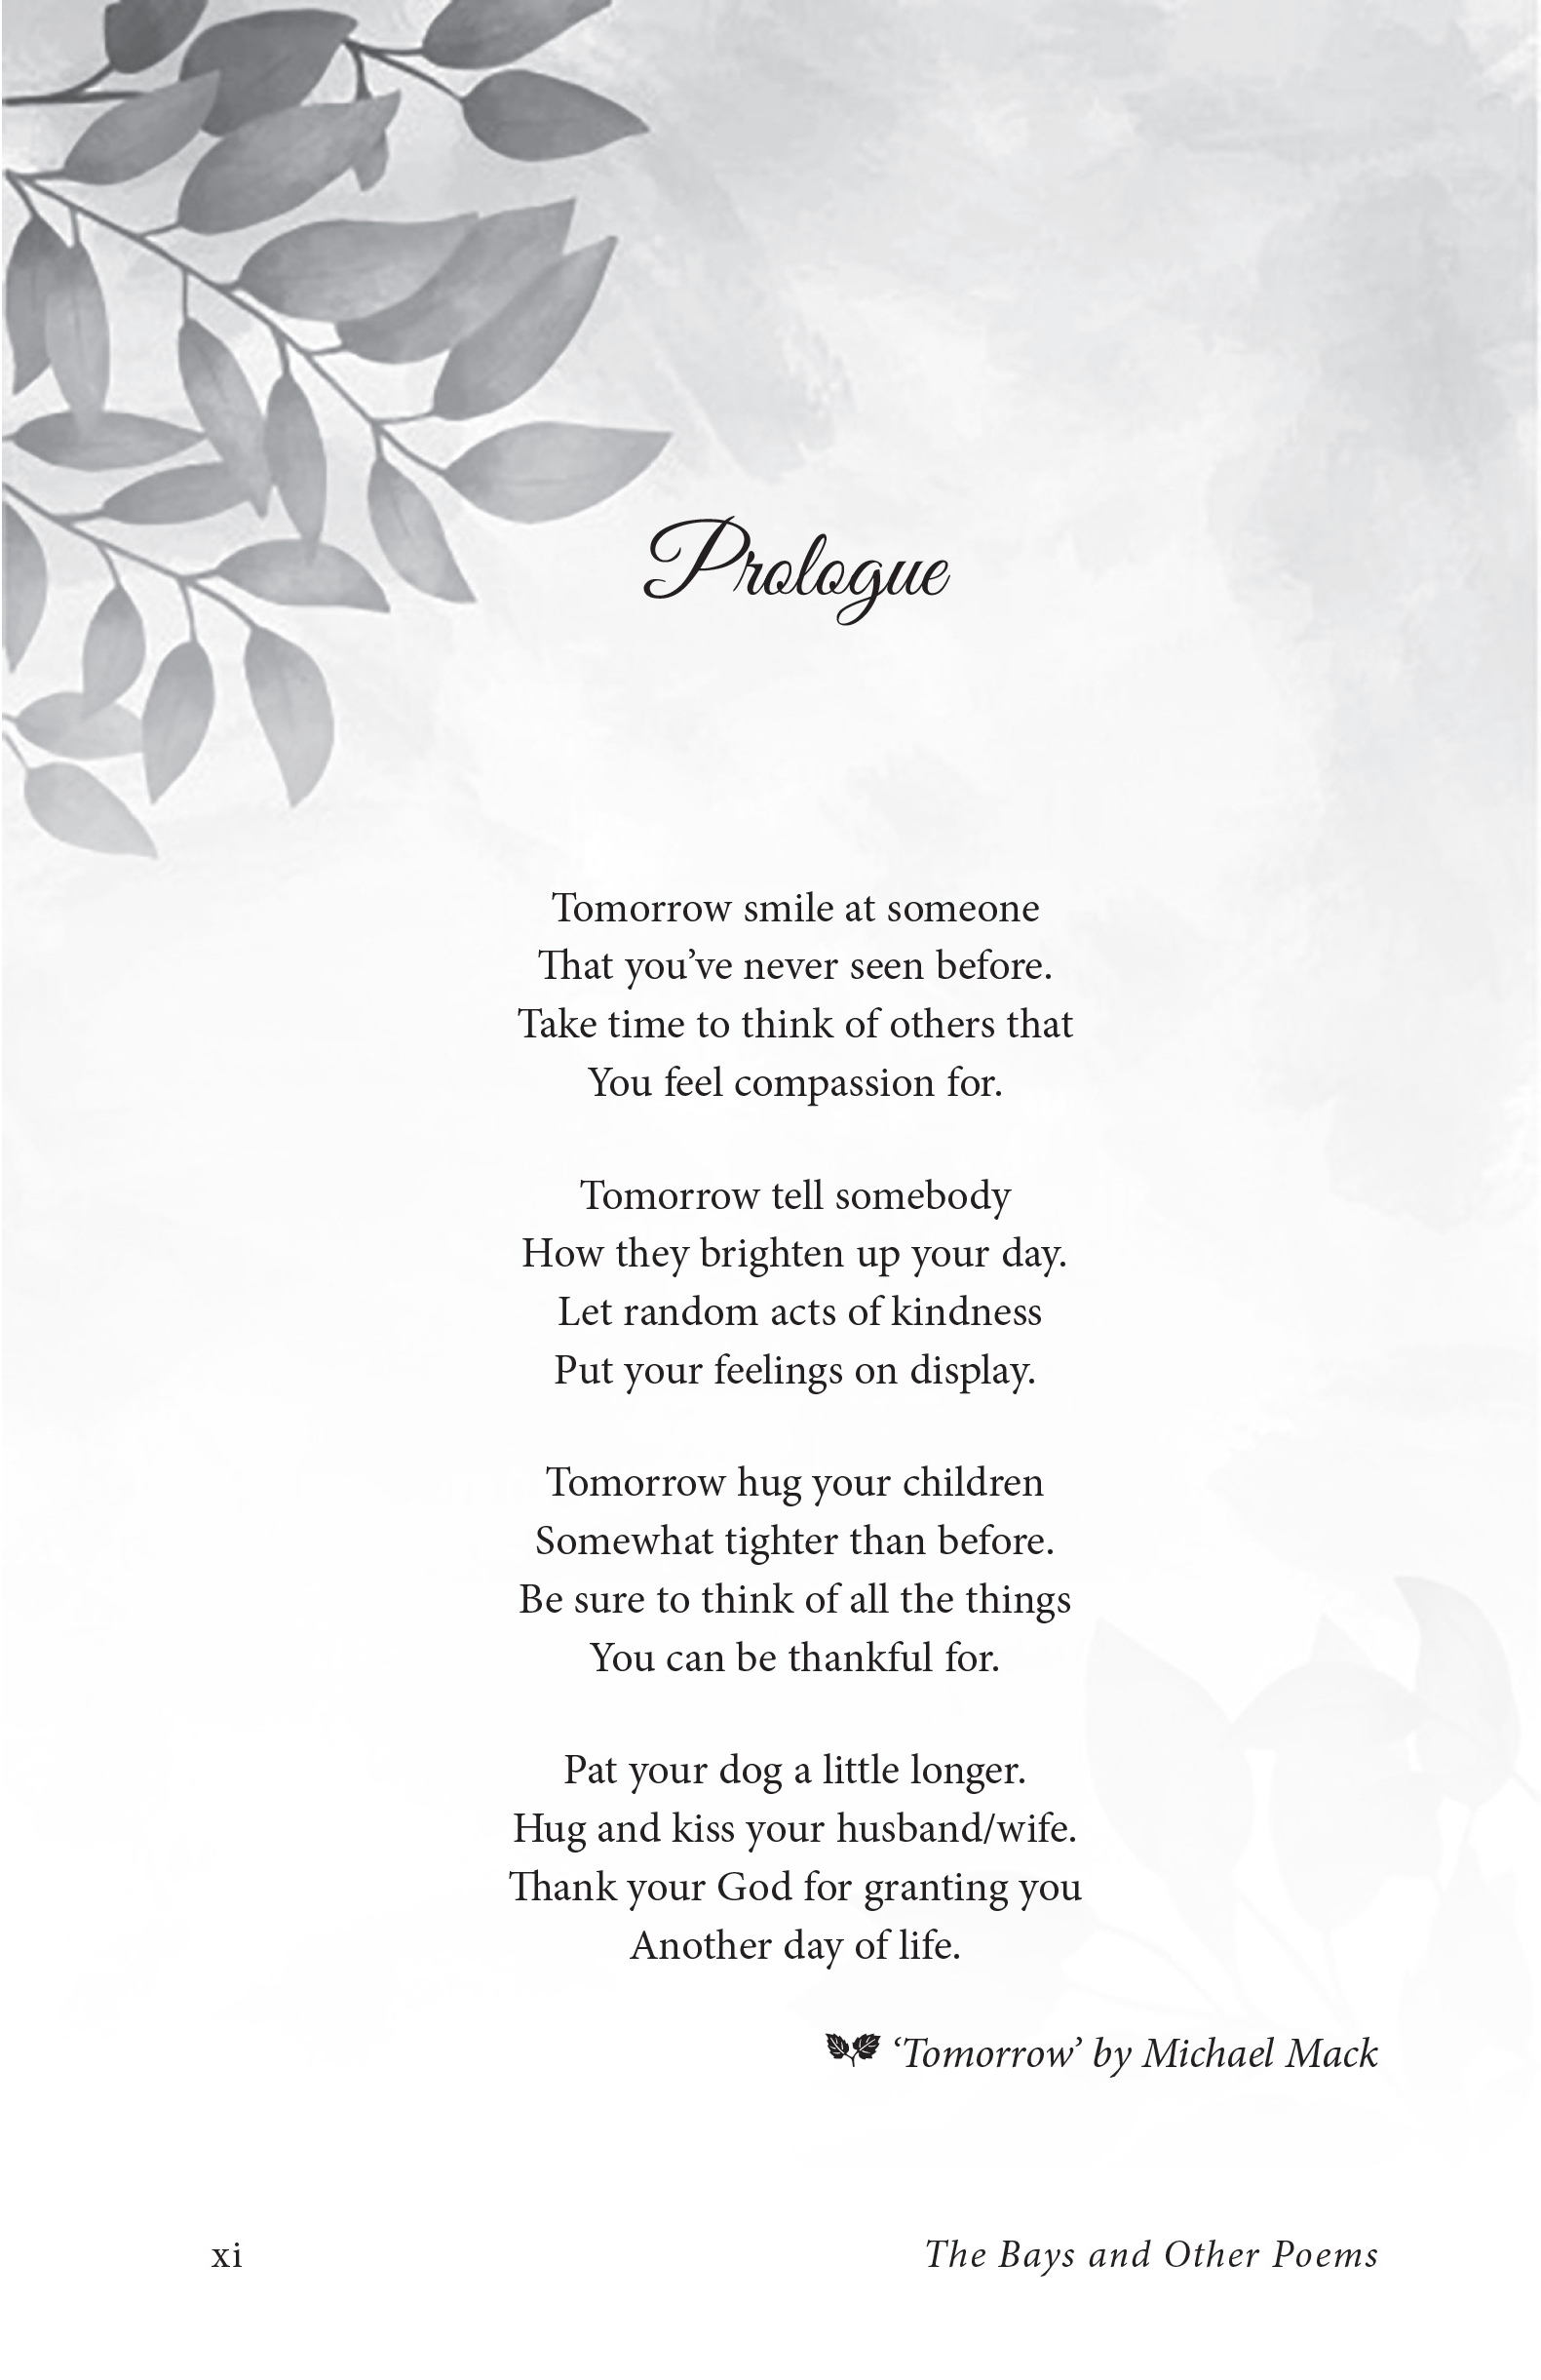 Prologue
Tomorrow smile at someone
That you’ve never seen before.
Take time to think of others that
You feel compassion for.
Tomorrow tell somebody
How they brighten up your day.
Let random acts of kindness
Put your feelings on display.
Tomorrow hug your children
Somewhat tighter than before.
Be sure to think of all the things
You can be thankful for.
Pat your dog a little longer.
Hug and kiss your husband/wife.
Thank your God for granting you
Another day of life.
‘Tomorrow’ by Michael Mack
xi The Bays and Other Poems